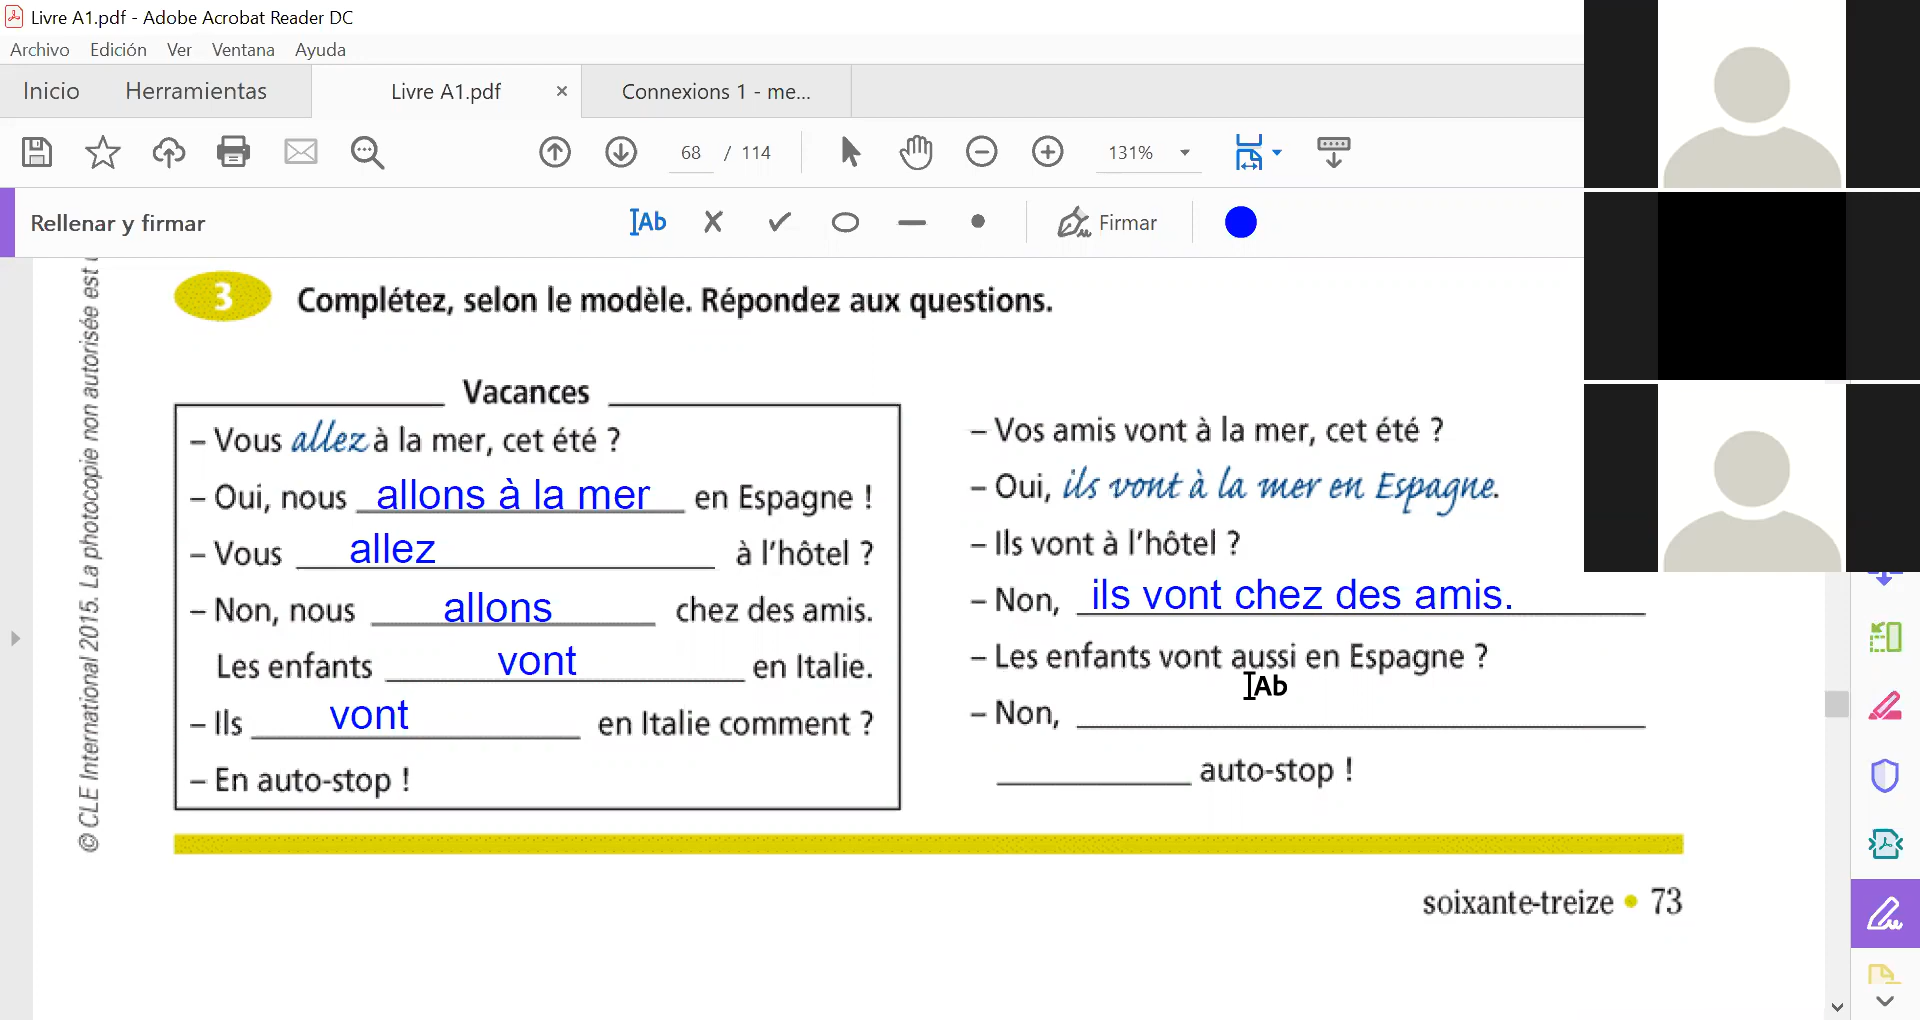 Livre A1.pdf - Adobe Acrobat Reader DC
Archivo Edición Ver Ventana Ayuda
Inicio Herramientas Livre A1.pdf × Connexions 1 - me...
68 / 114 131%
Rellenar y firmar Ab Firmar
© CLE International 2015. La photocopie non autorisée est
3 Complétez, selon le modèle. Répondez aux questions.
Vacances
– Vous allez à la mer, cet été ?
– Oui, nous allons à la mer en Espagne !
– Vous allez à l'hôtel ?
– Non, nous allons chez des amis.
Les enfants vont en Italie.
– Ils vont en Italie comment ?
– En auto-stop !
– Vos amis vont à la mer, cet été ?
– Oui, ils vont à la mer en Espagne.
– Ils vont à l'hôtel ?
– Non, ils vont chez des amis.
– Les enfants vont aussi en Espagne ?
Ab
– Non,
auto-stop !
soixante-treize • 73